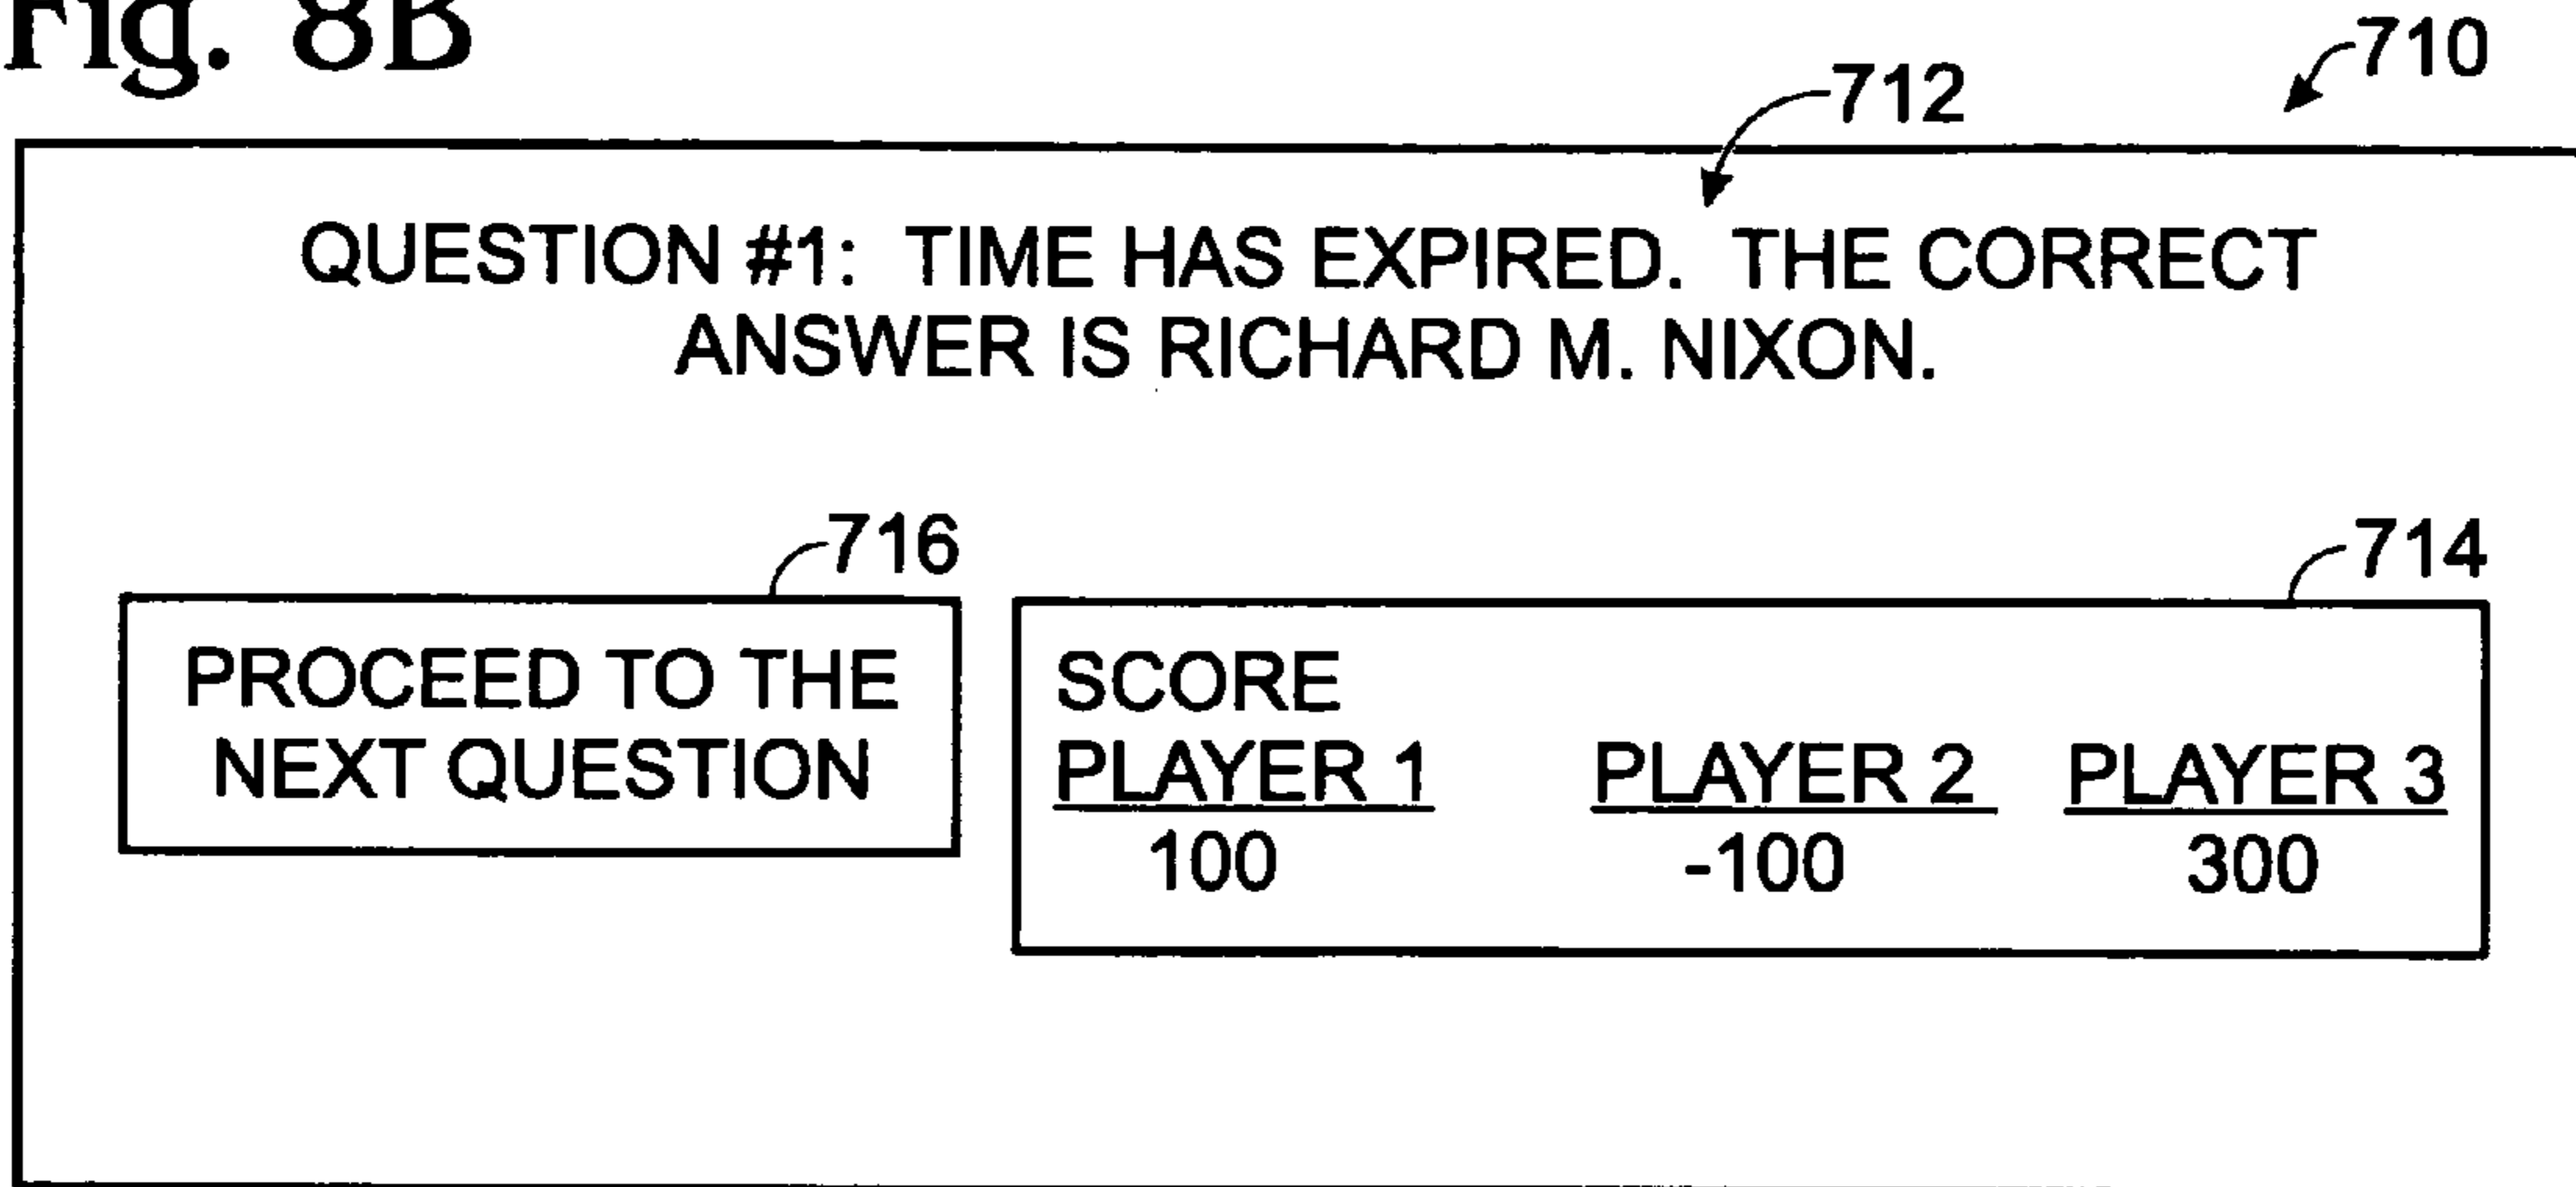 Fig. 8B
710
712
QUESTION #1: TIME HAS EXPIRED. THE CORRECT
ANSWER IS RICHARD M. NIXON.
716
714
PROCEED TO THE
NEXT QUESTION
SCORE
PLAYER 1 PLAYER 2 PLAYER 3
100 -100 300